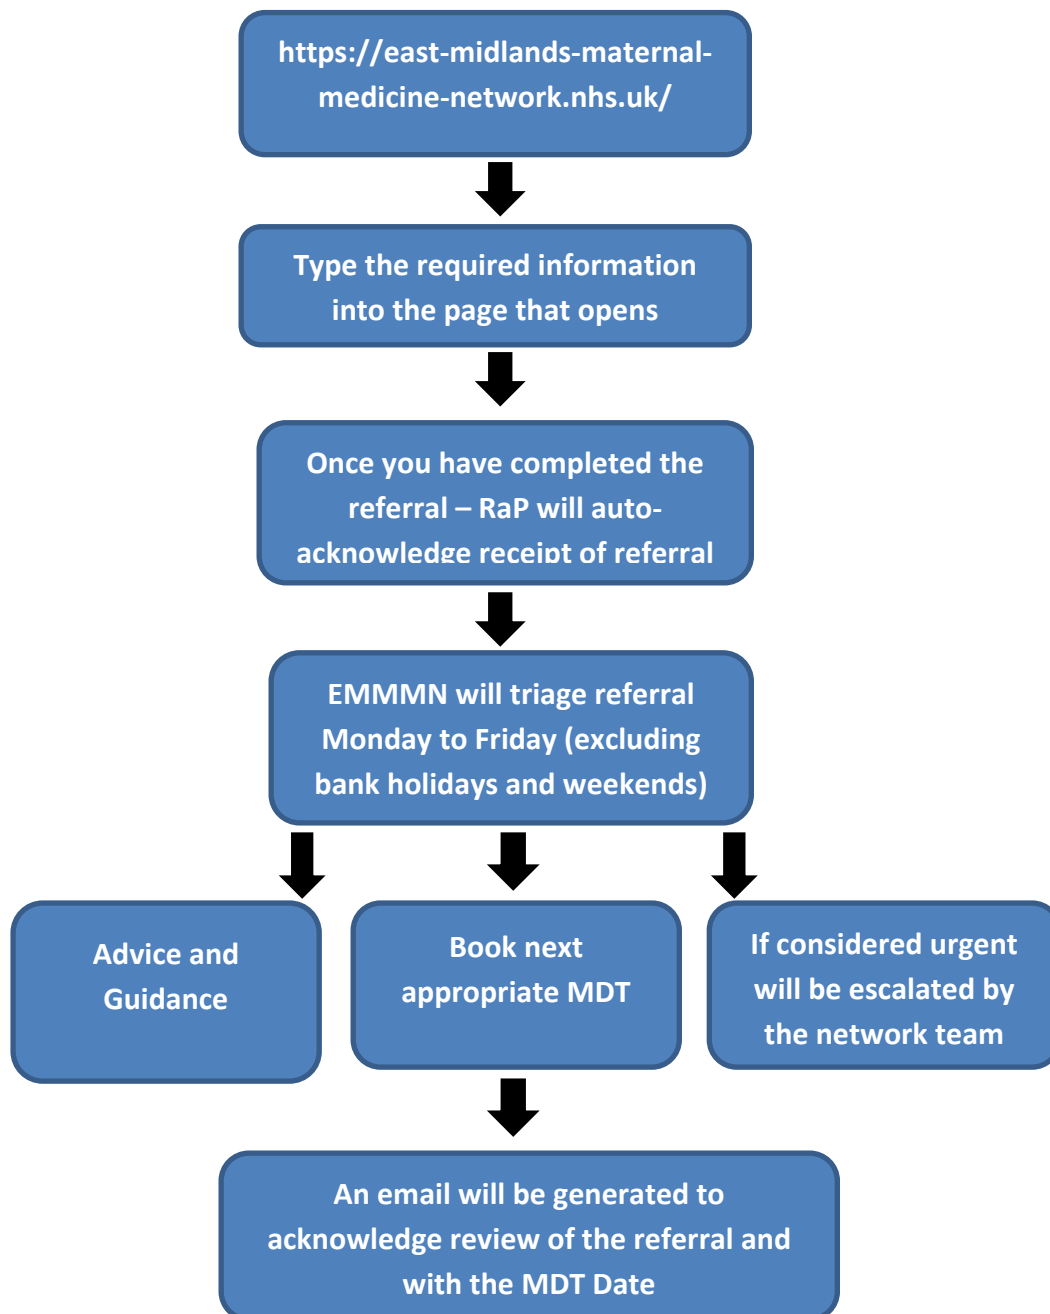 https://east-midlands-maternal-
medicine-network.nhs.uk/
Type the required information
into the page that opens
Once you have completed the
referral – RaP will auto-
acknowledge receipt of referral
EMMMN will triage referral
Monday to Friday (excluding
bank holidays and weekends)
Advice and
Guidance
Book next
appropriate MDT
If considered urgent
will be escalated by
the network team
An email will be generated to
acknowledge review of the referral and
with the MDT Date